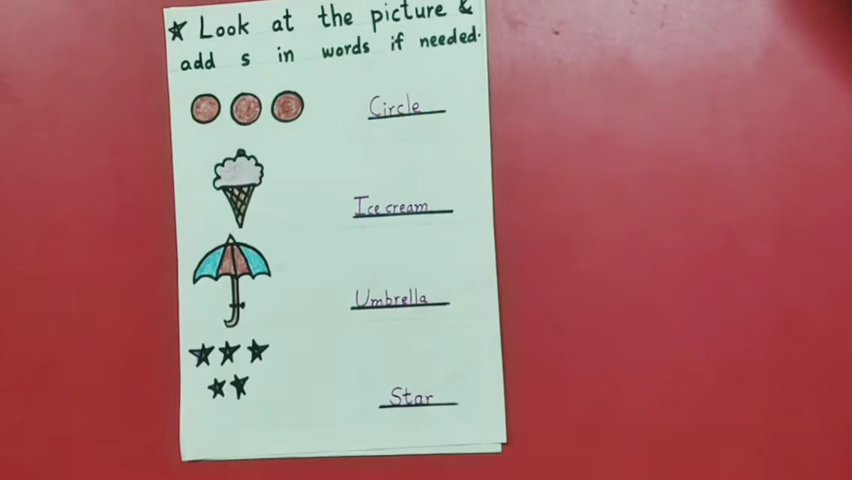 ☆ Look at the picture &
add s in words if needed.
Circle
Ice cream
Umbrella
Star